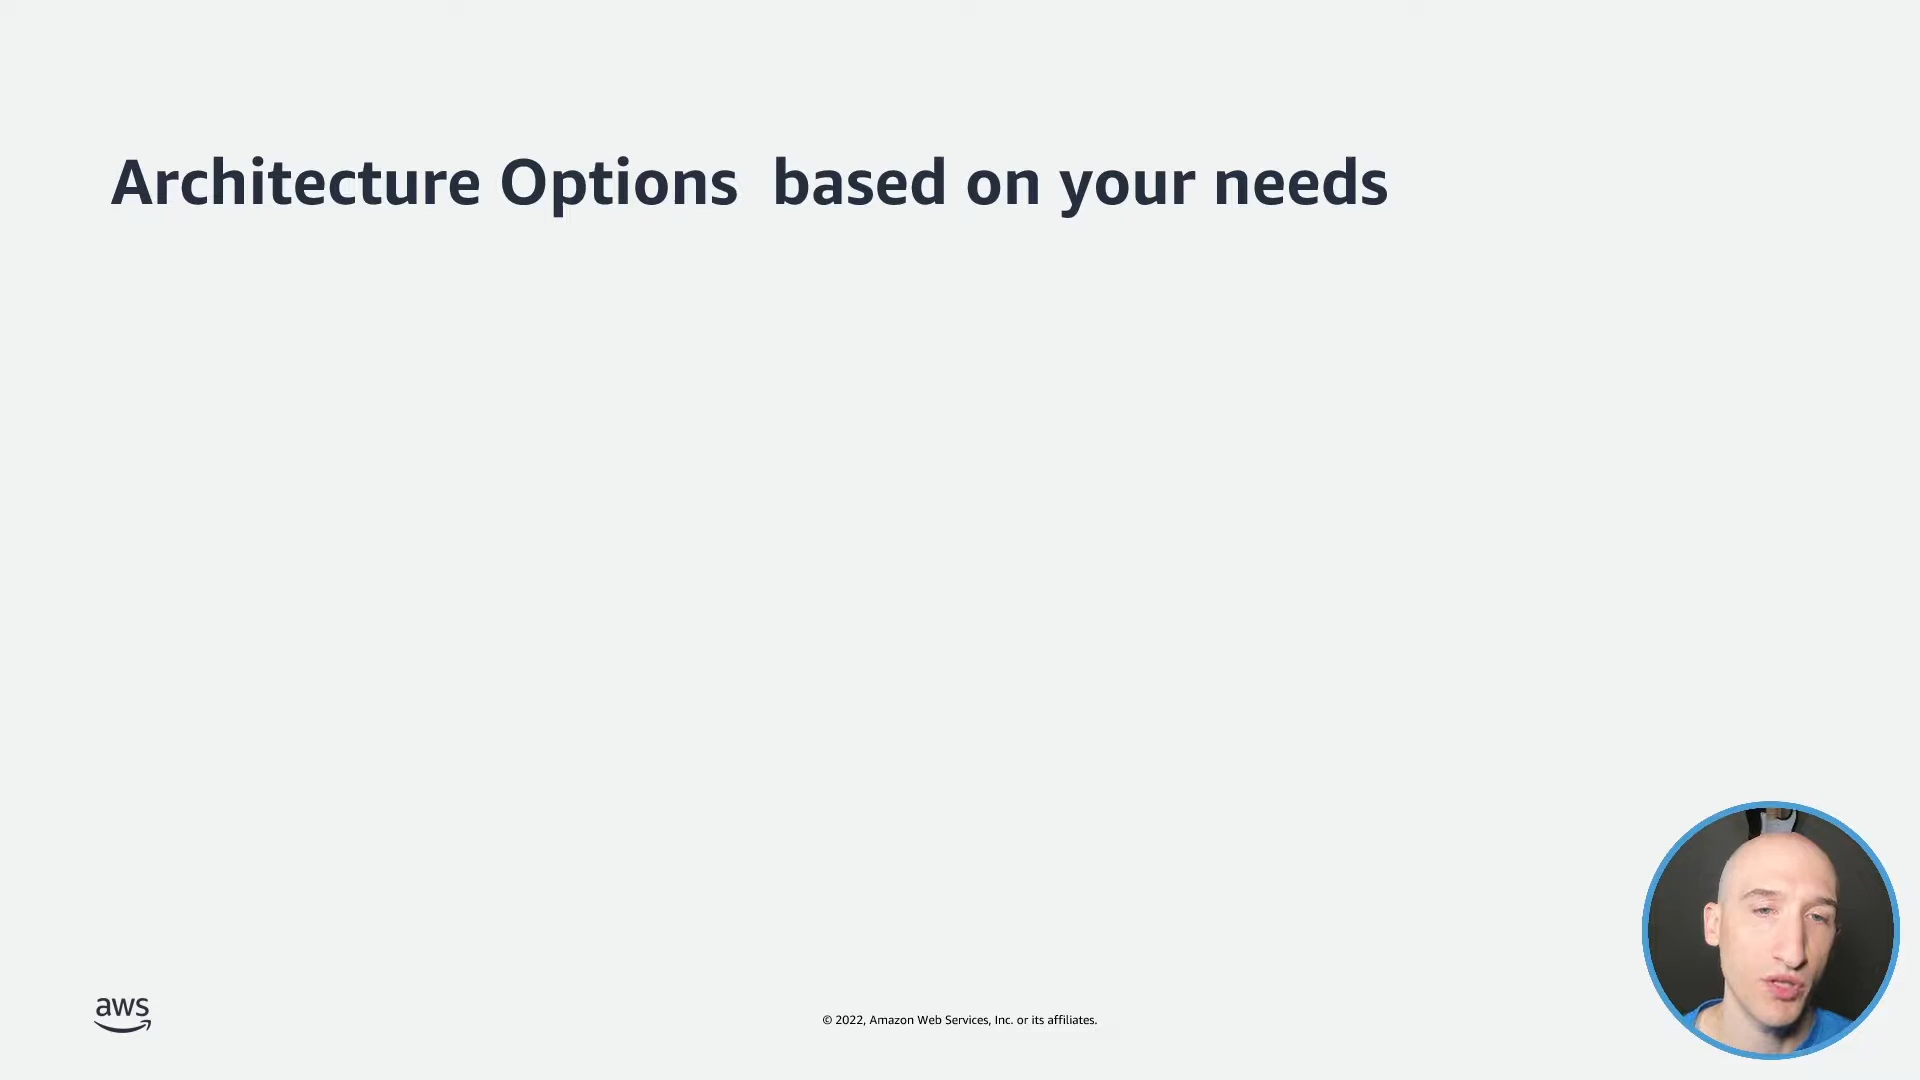 Architecture Options  based on your needs
aws
© 2022, Amazon Web Services, Inc. or its affiliates.